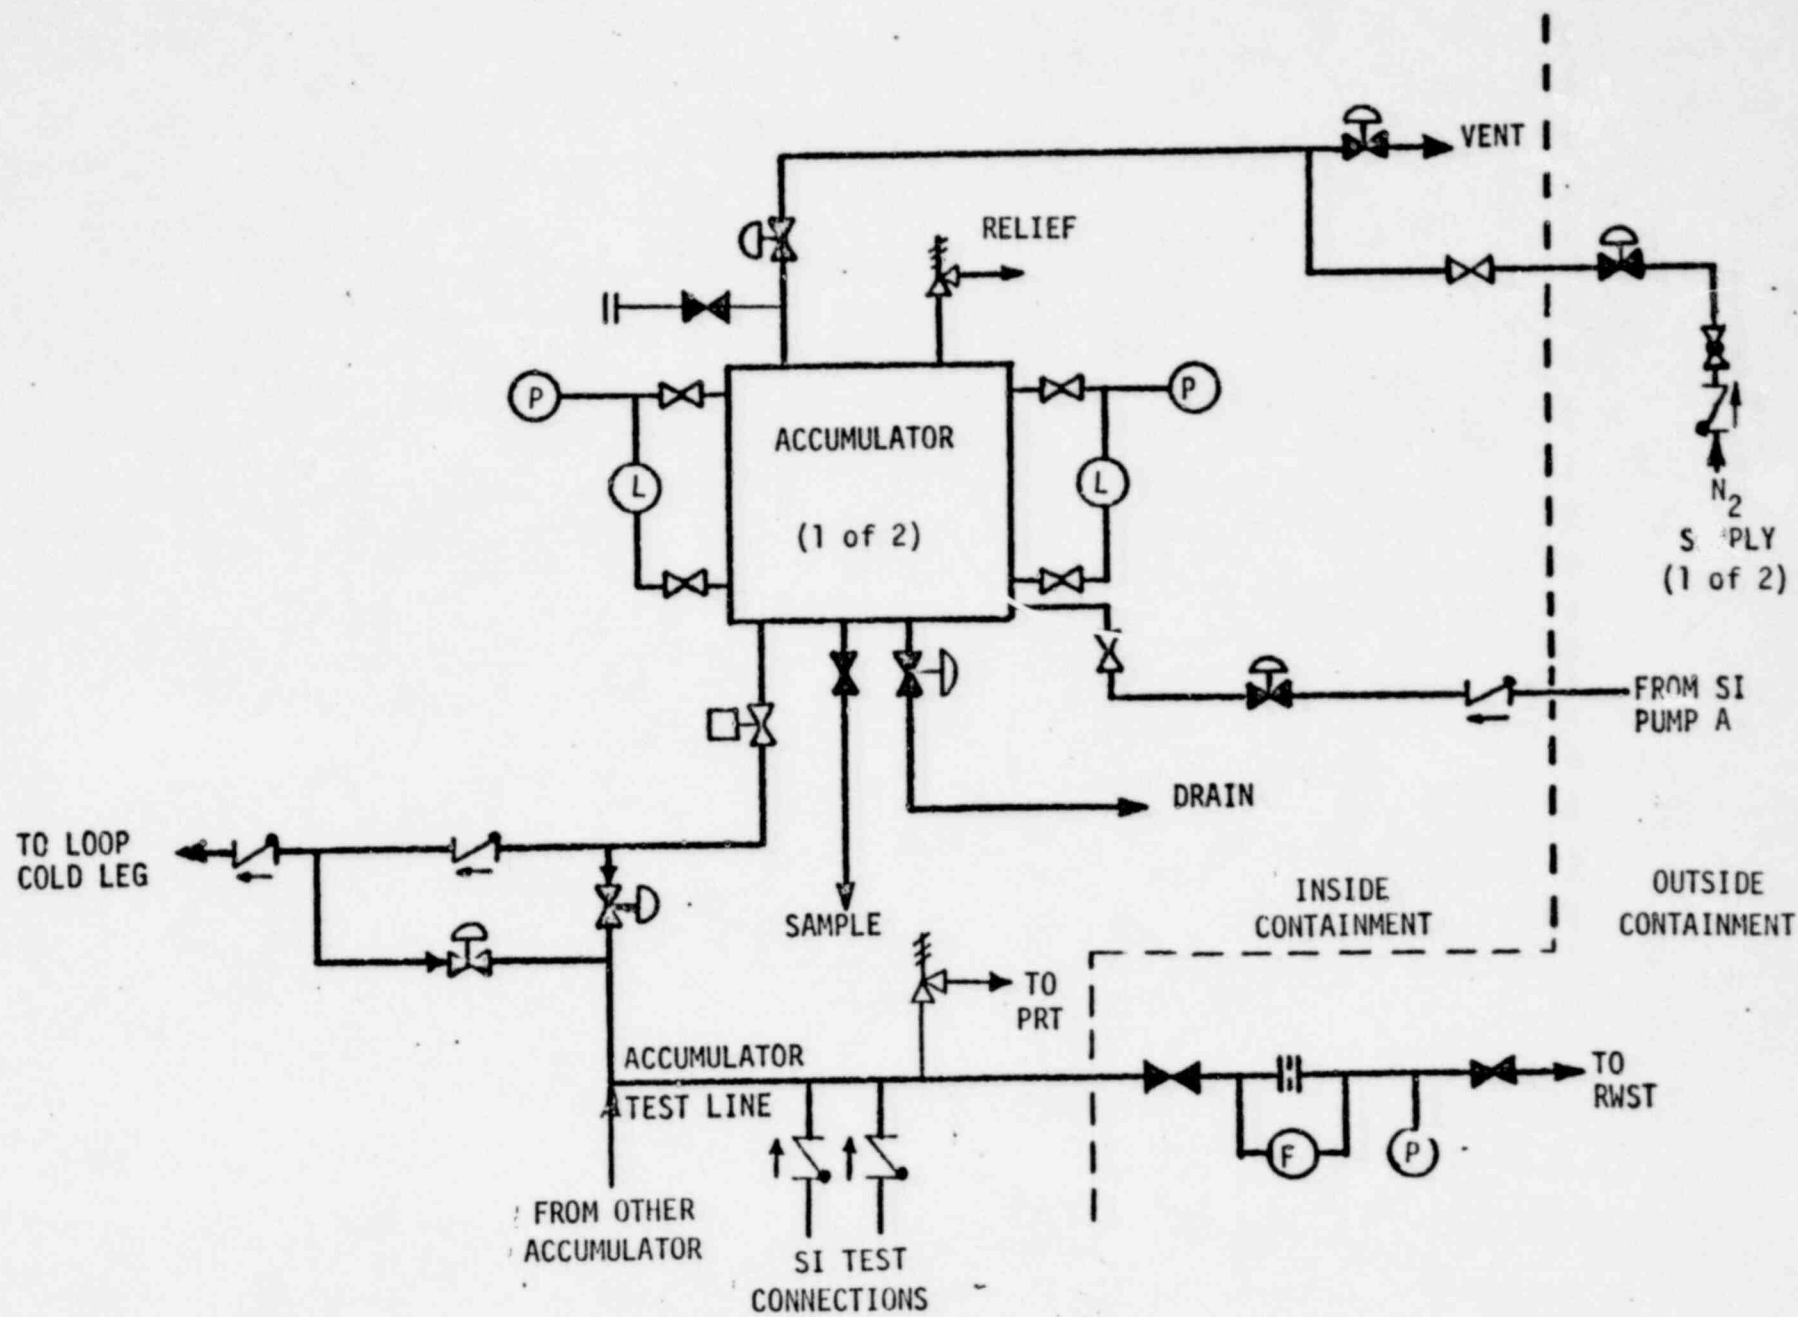 VENT
RELIEF
P
P
ACCUMULATOR
L
L
(1 of 2)
N2
S PLY
(1 of 2)
FROM SI
PUMP A
DRAIN
TO LOOP
COLD LEG
INSIDE
CONTAINMENT
OUTSIDE
CONTAINMENT
SAMPLE
TO
PRT
ACCUMULATOR
TEST LINE
TO
RWST
F
P
FROM OTHER
ACCUMULATOR
SI TEST
CONNECTIONS